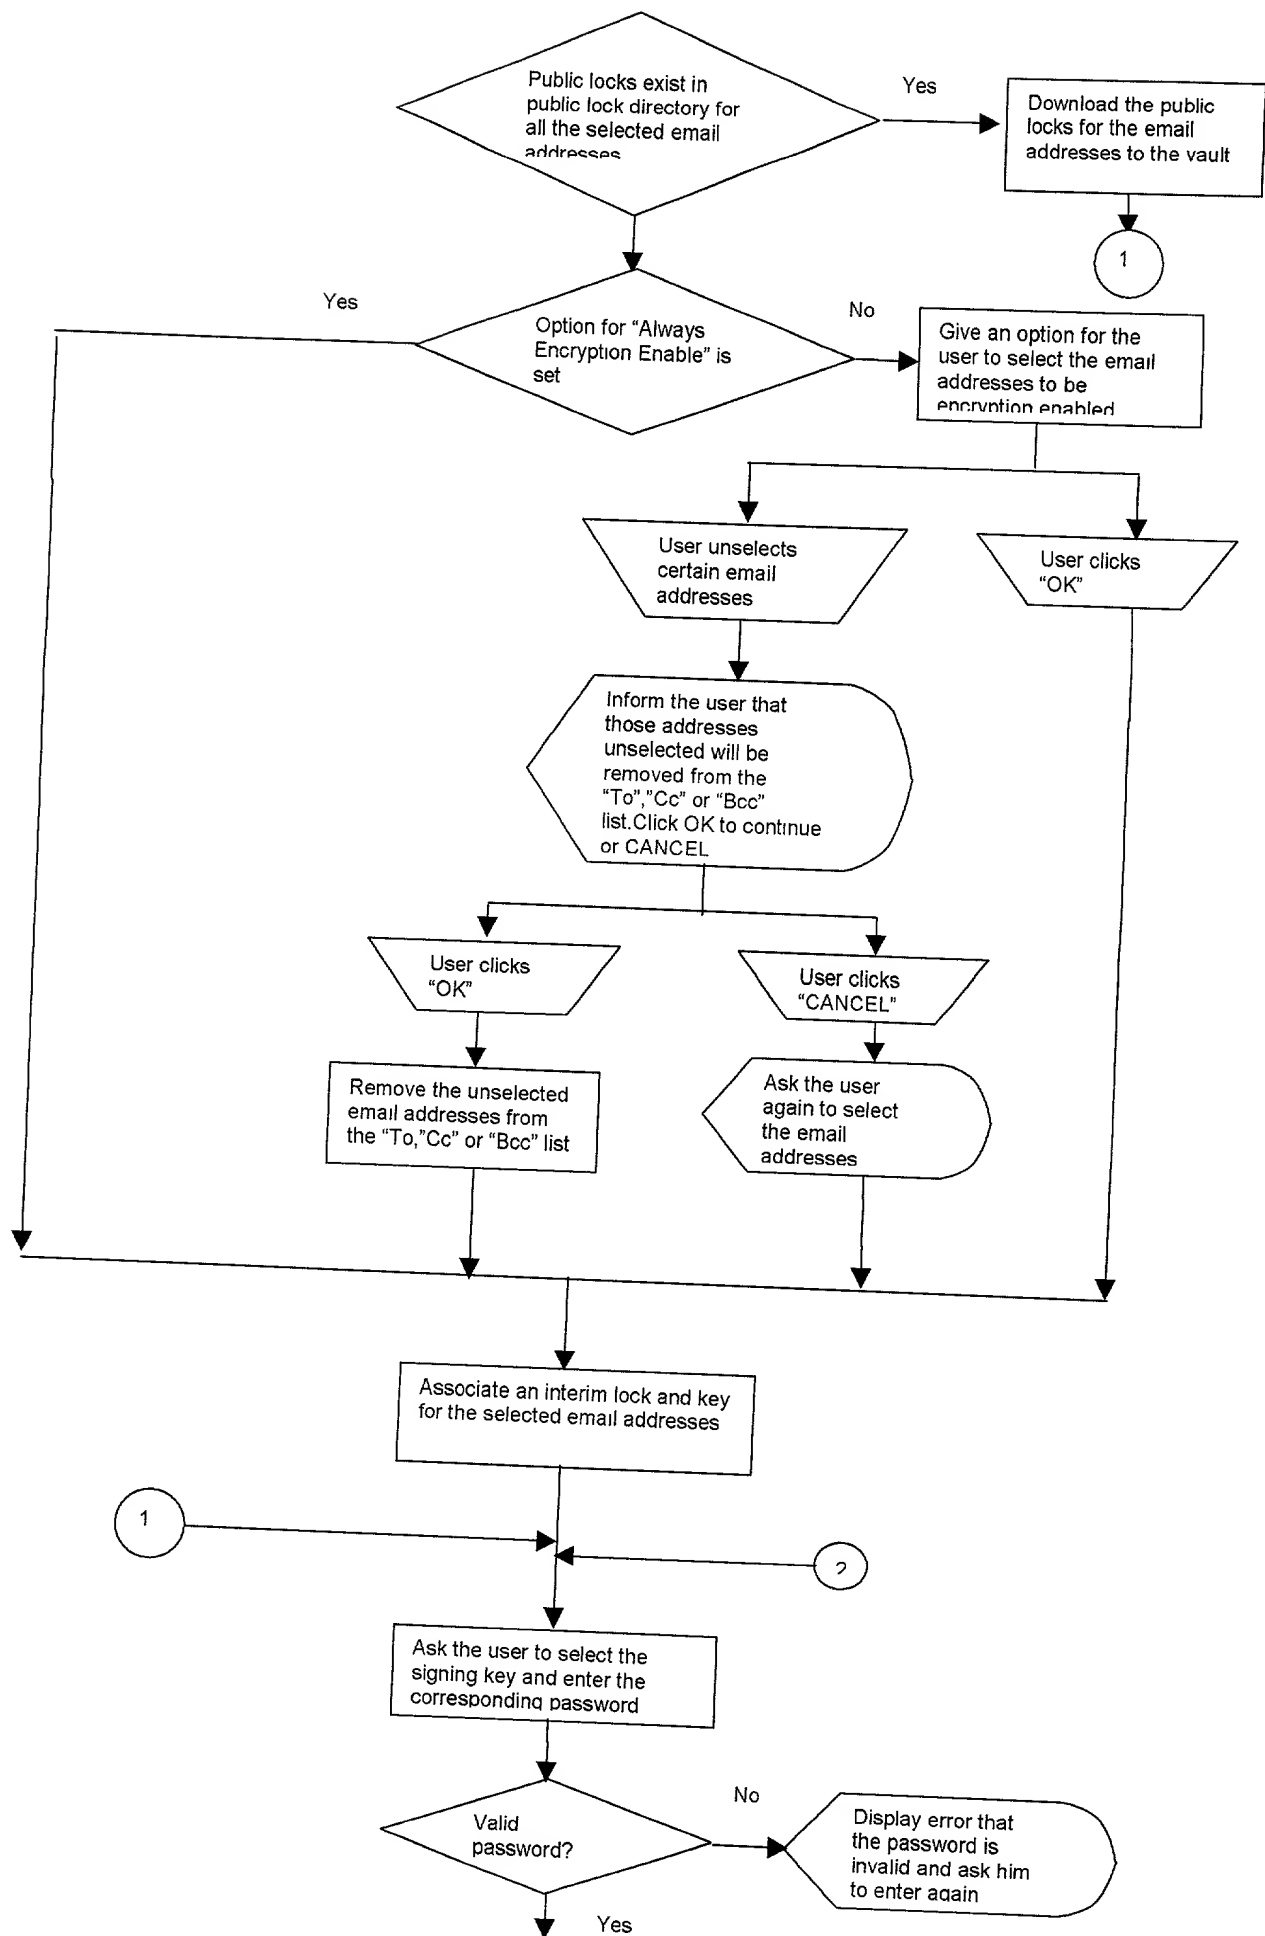 Public locks exist in
public lock directory for
all the selected email
addresses
Yes
Download the public
locks for the email
addresses to the vault
1
Yes
Option for “Always
Encryption Enable” is
set
No
Give an option for the
user to select the email
addresses to be
encryption enabled
User unselects
certain email
addresses
User clicks
“OK”
Inform the user that
those addresses
unselected will be
removed from the
“To”,”Cc” or “Bcc”
list.Click OK to continue
or CANCEL
User clicks
“OK”
User clicks
“CANCEL”
Remove the unselected
email addresses from
the “To,”Cc” or “Bcc” list
Ask the user
again to select
the email
addresses
Associate an interim lock and key
for the selected email addresses
1
2
Ask the user to select the
signing key and enter the
corresponding password
Valid
password?
No
Display error that
the password is
invalid and ask him
to enter again
Yes